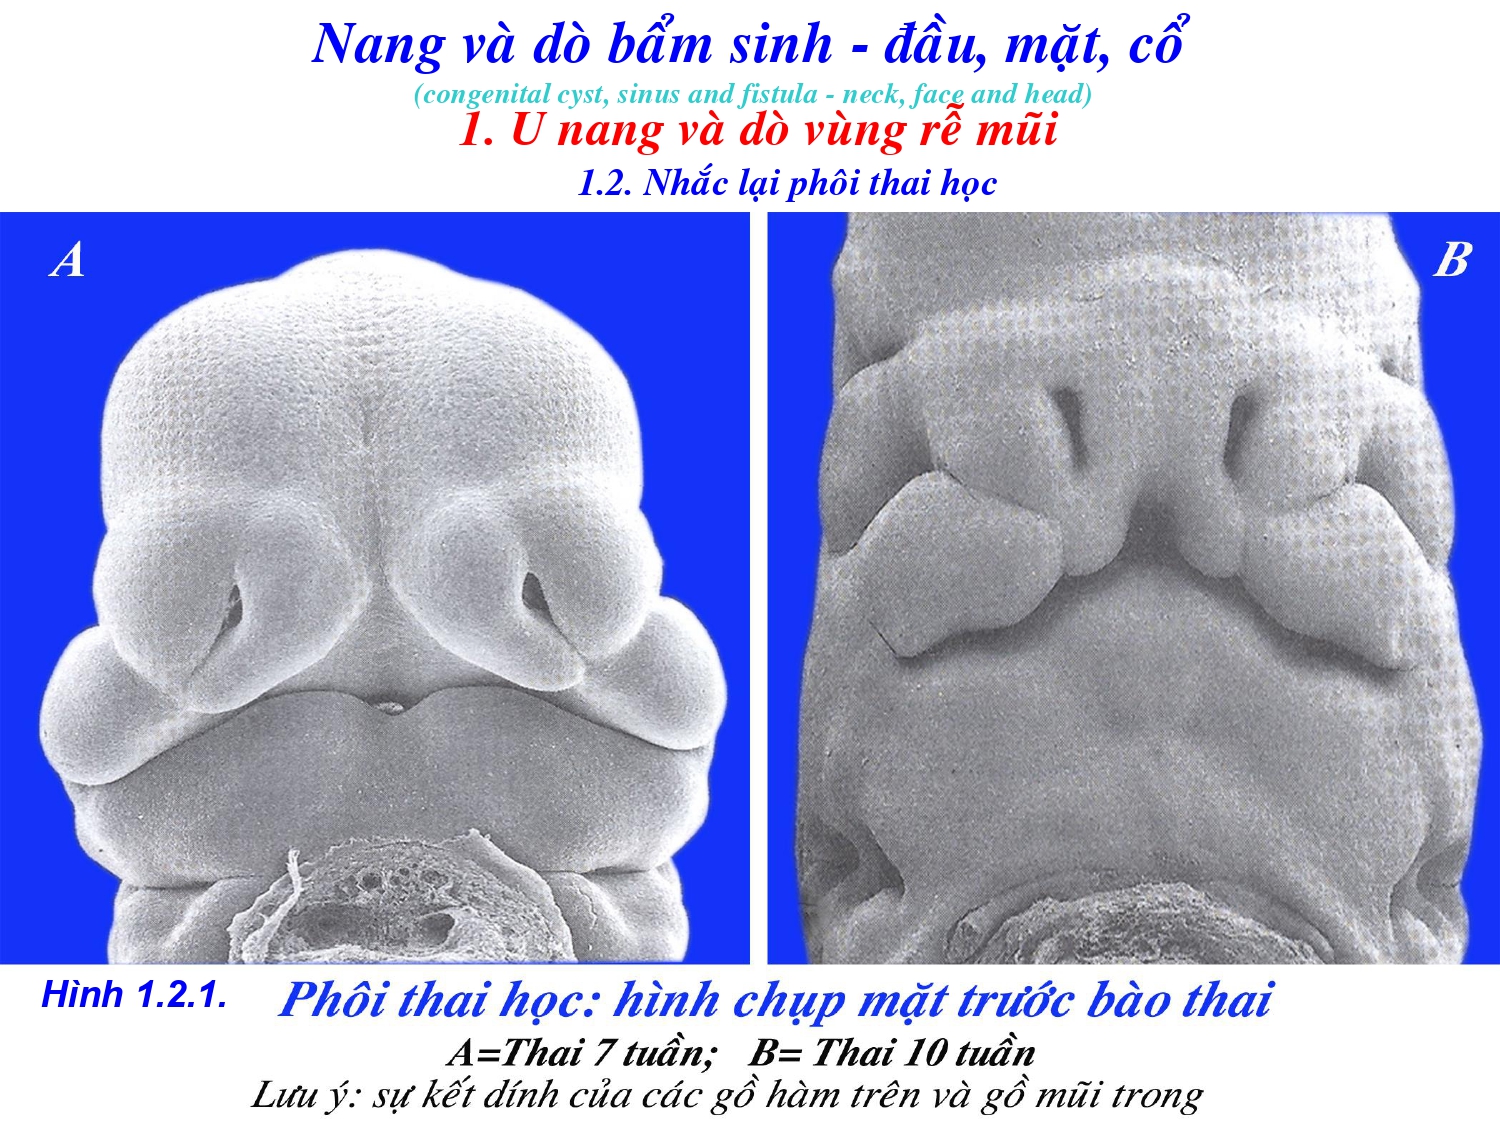 Nang và dò bẩm sinh - đầu, mặt, cổ
(congenital cyst, sinus and fistula - neck, face and head)
1. U nang và dò vùng rễ mũi
1.2. Nhắc lại phôi thai học
A
B
Hình 1.2.1.
Phôi thai học: hình chụp mặt trước bào thai
A=Thai 7 tuần; B= Thai 10 tuần
Lưu ý: sự kết dính của các gồ hàm trên và gồ mũi trong